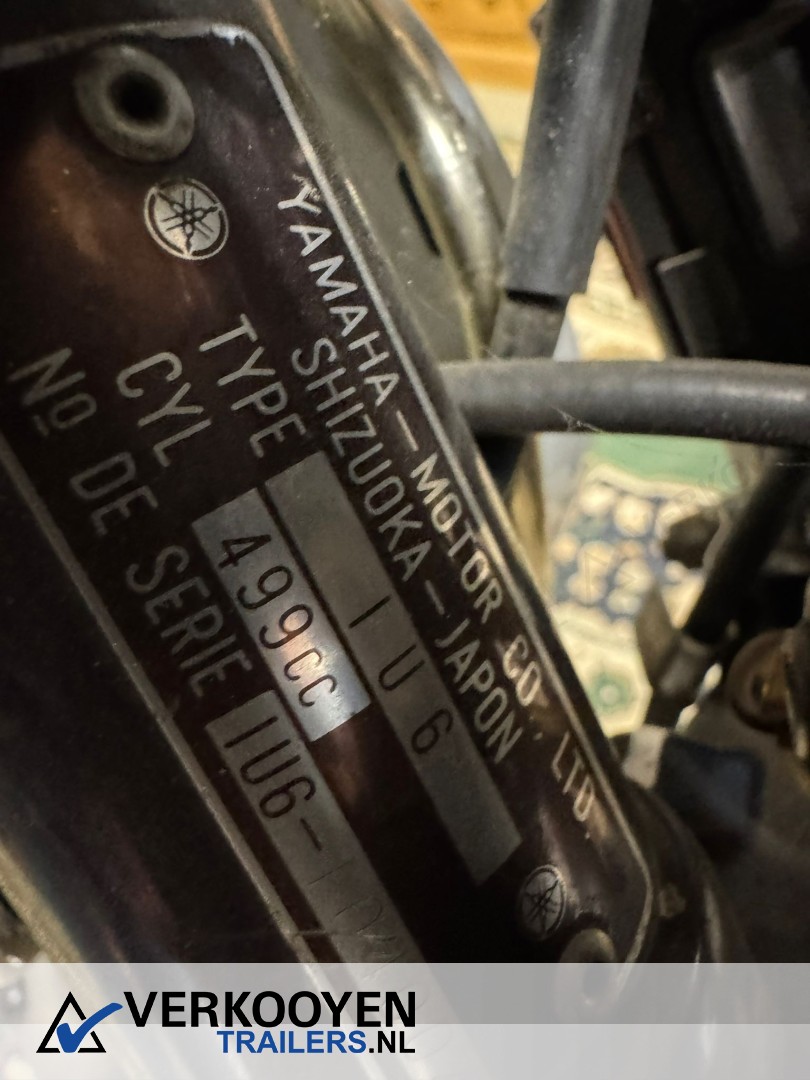 YAMAHA-MOTOR CO., LTD.
SHIZUOKA-JAPON
TYPE 1U6
CYL 499cc
Nº DE SERIE 1U6-
VERKOOYEN
TRAILERS.NL